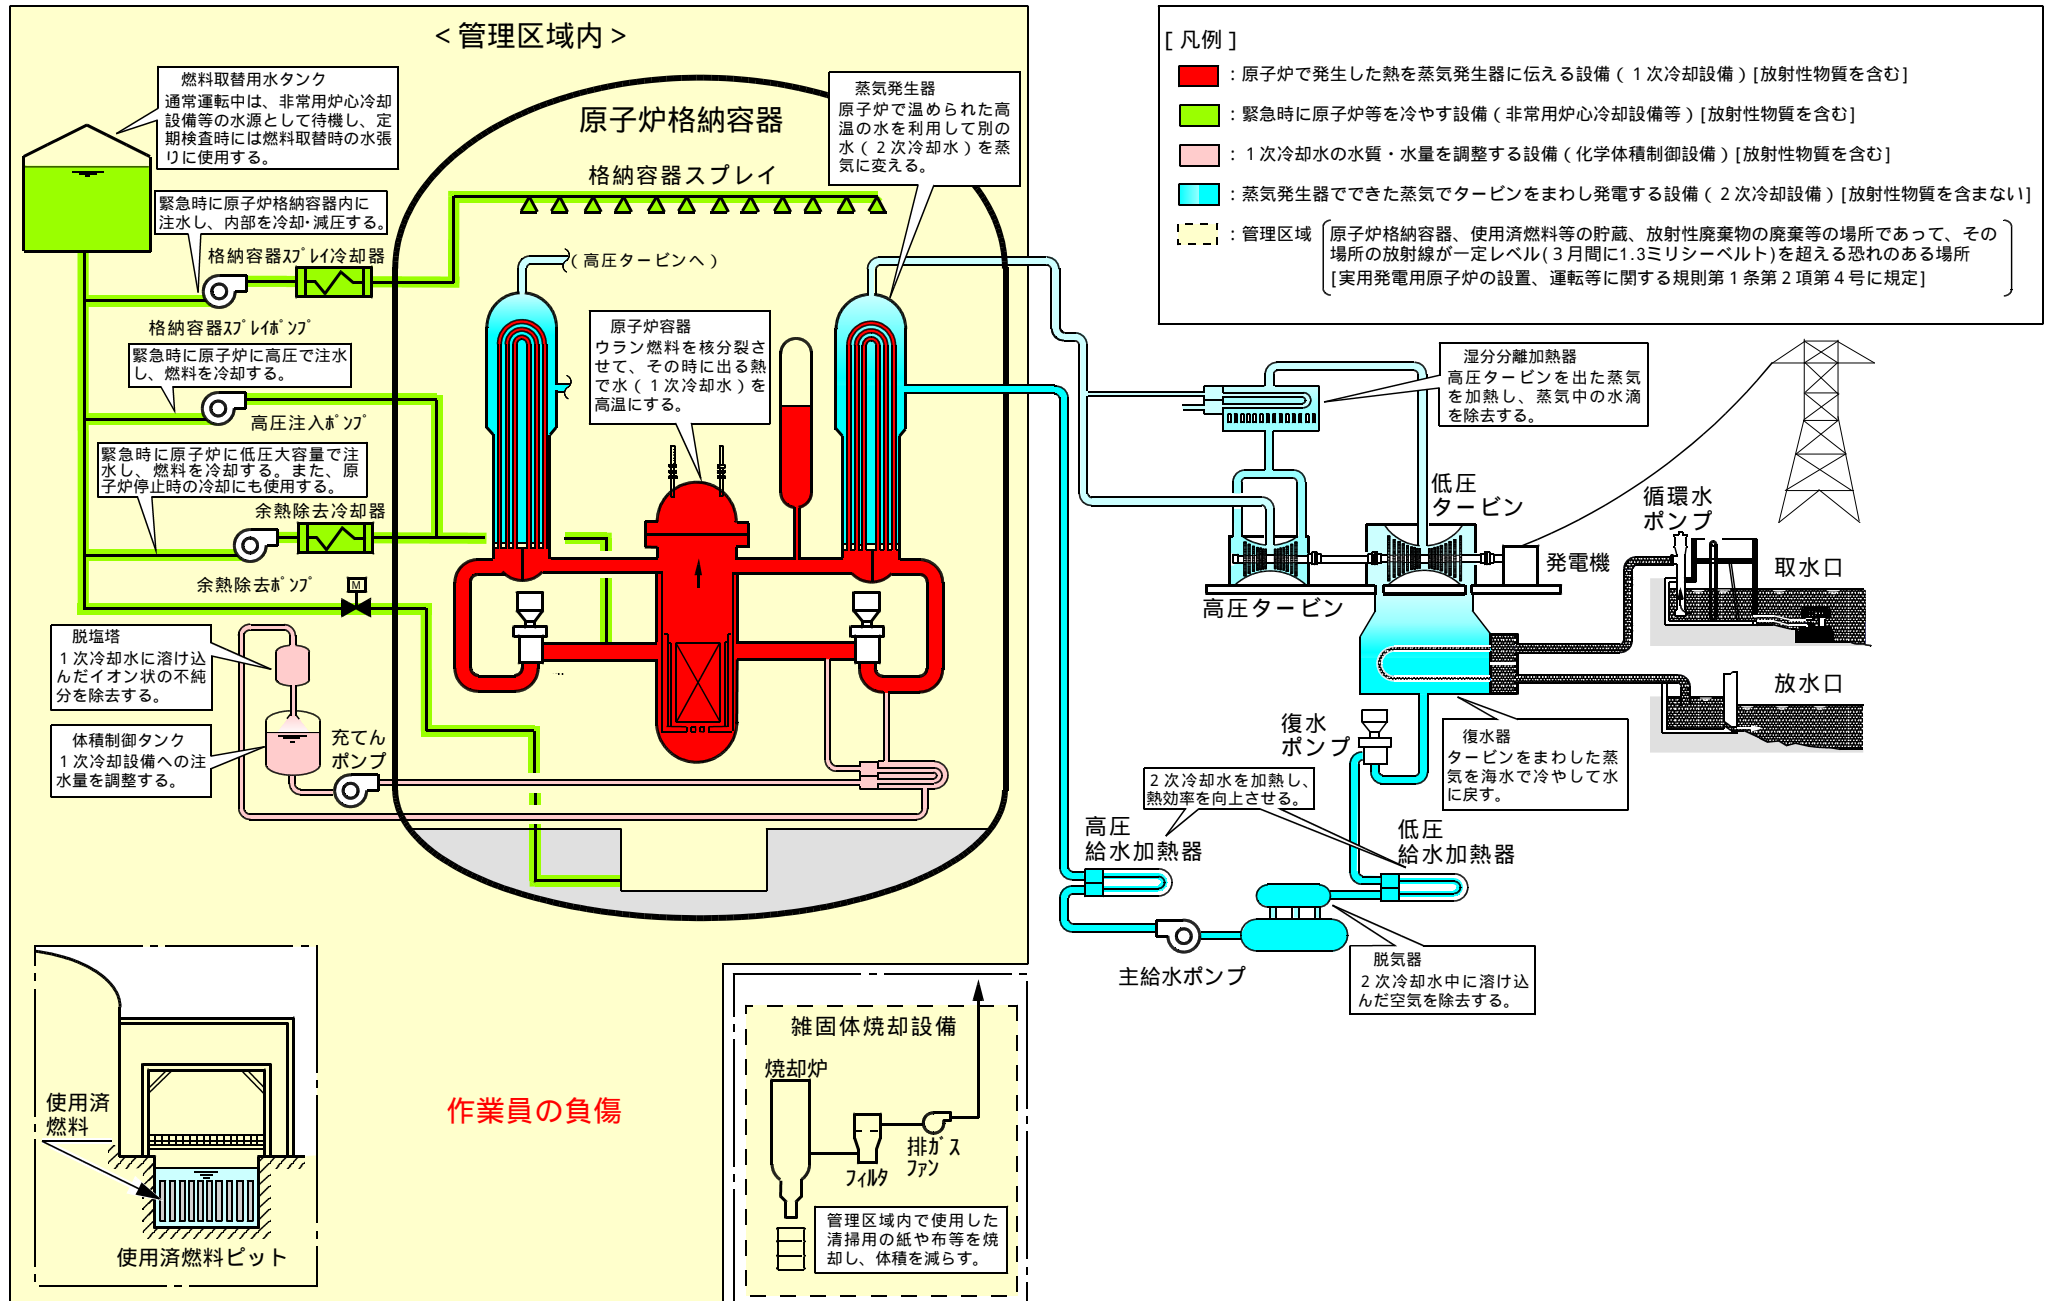 ＜管理区域内＞
燃料取替用水タンク
通常運転中は、非常用炉心冷却
設備等の水源として待機し、定
期検査時には燃料取替時の水張
りに使用する。
緊急時に原子炉格納容器内に
注水し、内部を冷却･減圧する。
格納容器ｽﾌﾟﾚｲ冷却器
格納容器ｽﾌﾟﾚｲﾎﾟﾝﾌﾟ
緊急時に原子炉に高圧で注水
し、燃料を冷却する。
高圧注入ﾎﾟﾝﾌﾟ
緊急時に原子炉に低圧大容量で注
水し、燃料を冷却する。また、原
子炉停止時の冷却にも使用する。
余熱除去冷却器
余熱除去ﾎﾟﾝﾌﾟ
M
脱塩塔
１次冷却水に溶け込
んだイオン状の不純
分を除去する。
体積制御タンク
１次冷却設備への注
水量を調整する。
充てん
ポンプ
原子炉格納容器
格納容器スプレイ
（高圧タービンへ）
蒸気発生器
原子炉で温められた高
温の水を利用して別の
水（２次冷却水）を蒸
気に変える。
原子炉容器
ウラン燃料を核分裂さ
せて、その時に出る熱
で水（１次冷却水）を
高温にする。
[ 凡例 ]
：原子炉で発生した熱を蒸気発生器に伝える設備（１次冷却設備）[放射性物質を含む]
：緊急時に原子炉等を冷やす設備（非常用炉心冷却設備等）[放射性物質を含む]
：１次冷却水の水質・水量を調整する設備（化学体積制御設備）[放射性物質を含む]
：蒸気発生器でできた蒸気でタービンをまわし発電する設備（２次冷却設備）[放射性物質を含まない]
：管理区域
原子炉格納容器、使用済燃料等の貯蔵、放射性廃棄物の廃棄等の場所であって、その
場所の放射線が一定レベル(３月間に1.3ミリシーベルト)を超える恐れのある場所
[実用発電用原子炉の設置、運転等に関する規則第１条第２項第４号に規定]
湿分分離加熱器
高圧タービンを出た蒸気
を加熱し、蒸気中の水滴
を除去する。
低圧
タービン
高圧タービン
発電機
循環水
ポンプ
取水口
放水口
復水
ポンプ
復水器
タービンをまわした蒸
気を海水で冷やして水
に戻す。
２次冷却水を加熱し、
熱効率を向上させる。
高圧
給水加熱器
低圧
給水加熱器
主給水ポンプ
脱気器
２次冷却水中に溶け込
んだ空気を除去する。
使用済
燃料
使用済燃料ピット
作業員の負傷
雑固体焼却設備
焼却炉
フィルタ
排ｶﾞｽ
ファン
管理区域内で使用した
清掃用の紙や布等を焼
却し、体積を減らす。